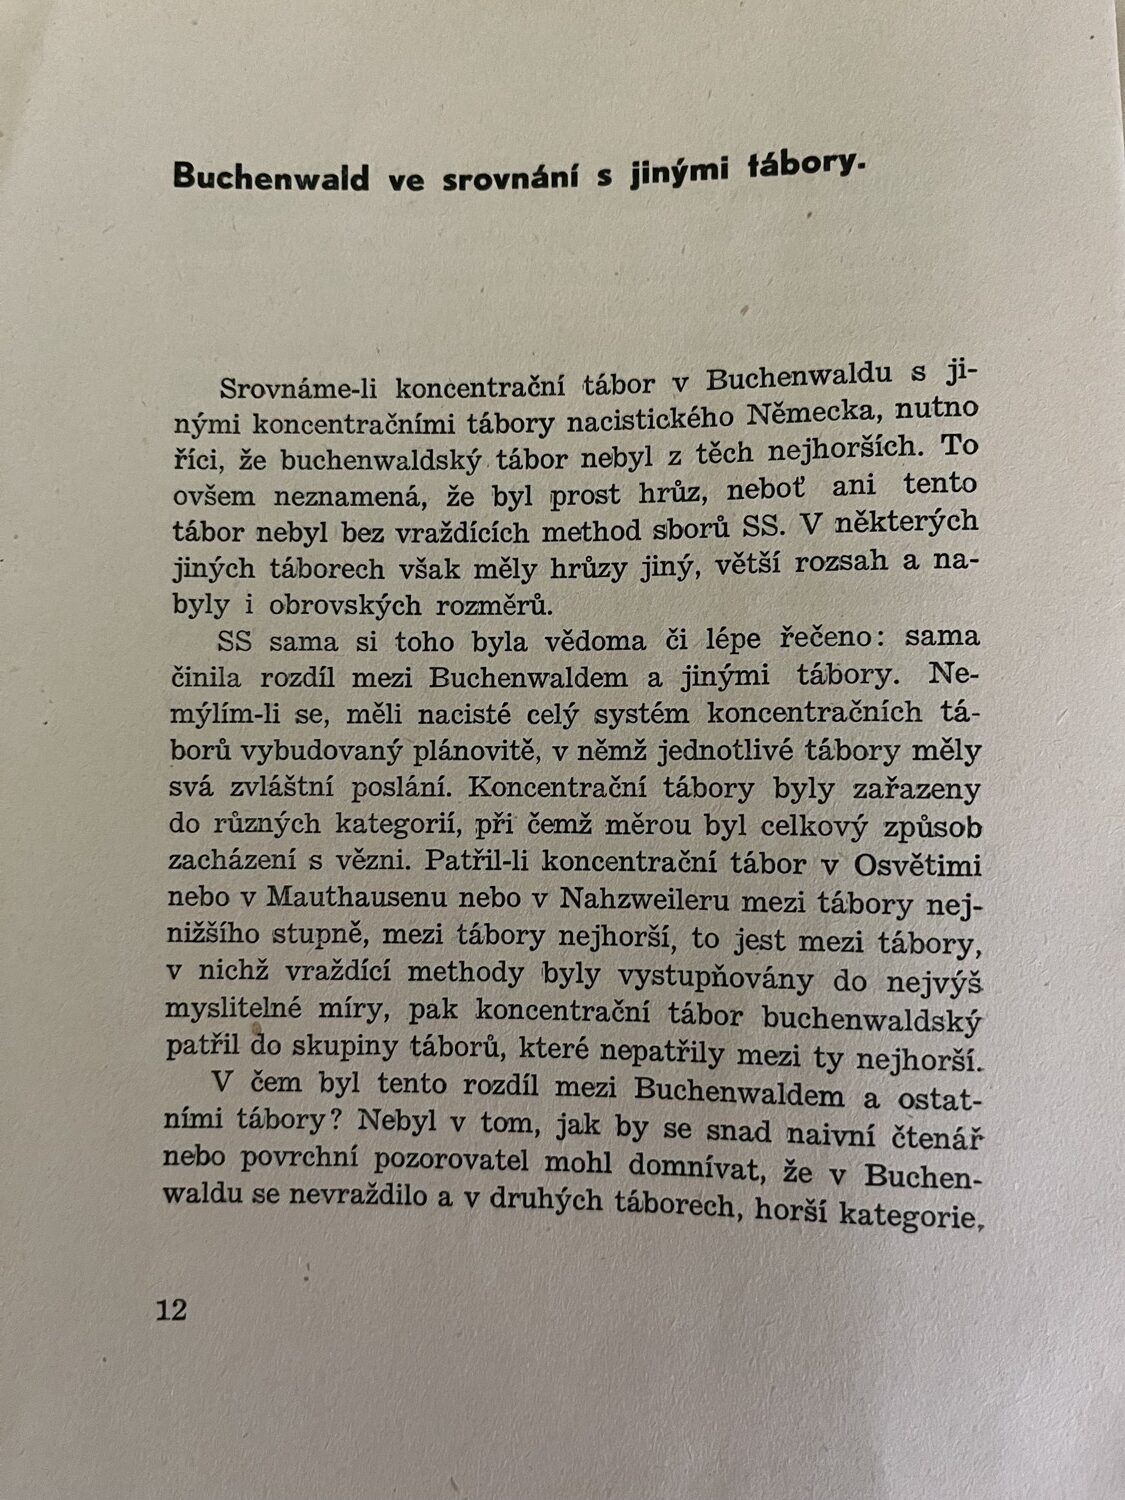 Buchenwald ve srovnání s jinými tábory.
Srovnáme-li koncentrační tábor v Buchenwaldu s ji-
nými koncentračními tábory nacistického Německa, nutno
říci, že buchenwaldský tábor nebyl z těch nejhorších. To
ovšem neznamená, že byl prost hrůz, neboť ani tento
tábor nebyl bez vraždících method sborů SS. V některých
jiných táborech však měly hrůzy jiný, větší rozsah a na-
byly i obrovských rozměrů.
SS sama si toho byla vědoma či lépe řečeno: sama
činila rozdíl mezi Buchenwaldem a jinými tábory. Ne-
mýlím-li se, měli nacisté celý systém koncentračních tá-
borů vybudovaný plánovitě, v němž jednotlivé tábory měly
svá zvláštní poslání. Koncentrační tábory byly zařazeny
do různých kategorií, při čemž měrou byl celkový způsob
zacházení s vězni. Patřil-li koncentrační tábor v Osvětimi
nebo v Mauthausenu nebo v Nahzweileru mezi tábory nej-
nižšího stupně, mezi tábory nejhorší, to jest mezi tábory,
v nichž vraždící methody byly vystupňovány do nejvýš
myslitelné míry, pak koncentrační tábor buchenwaldský
patřil do skupiny táborů, které nepatřily mezi ty nejhorší.
V čem byl tento rozdíl mezi Buchenwaldem a ostat-
ními tábory? Nebyl v tom, jak by se snad naivní čtenář
nebo povrchní pozorovatel mohl domnívat, že v Buchen-
waldu se nevraždilo a v druhých táborech, horší kategorie,
12